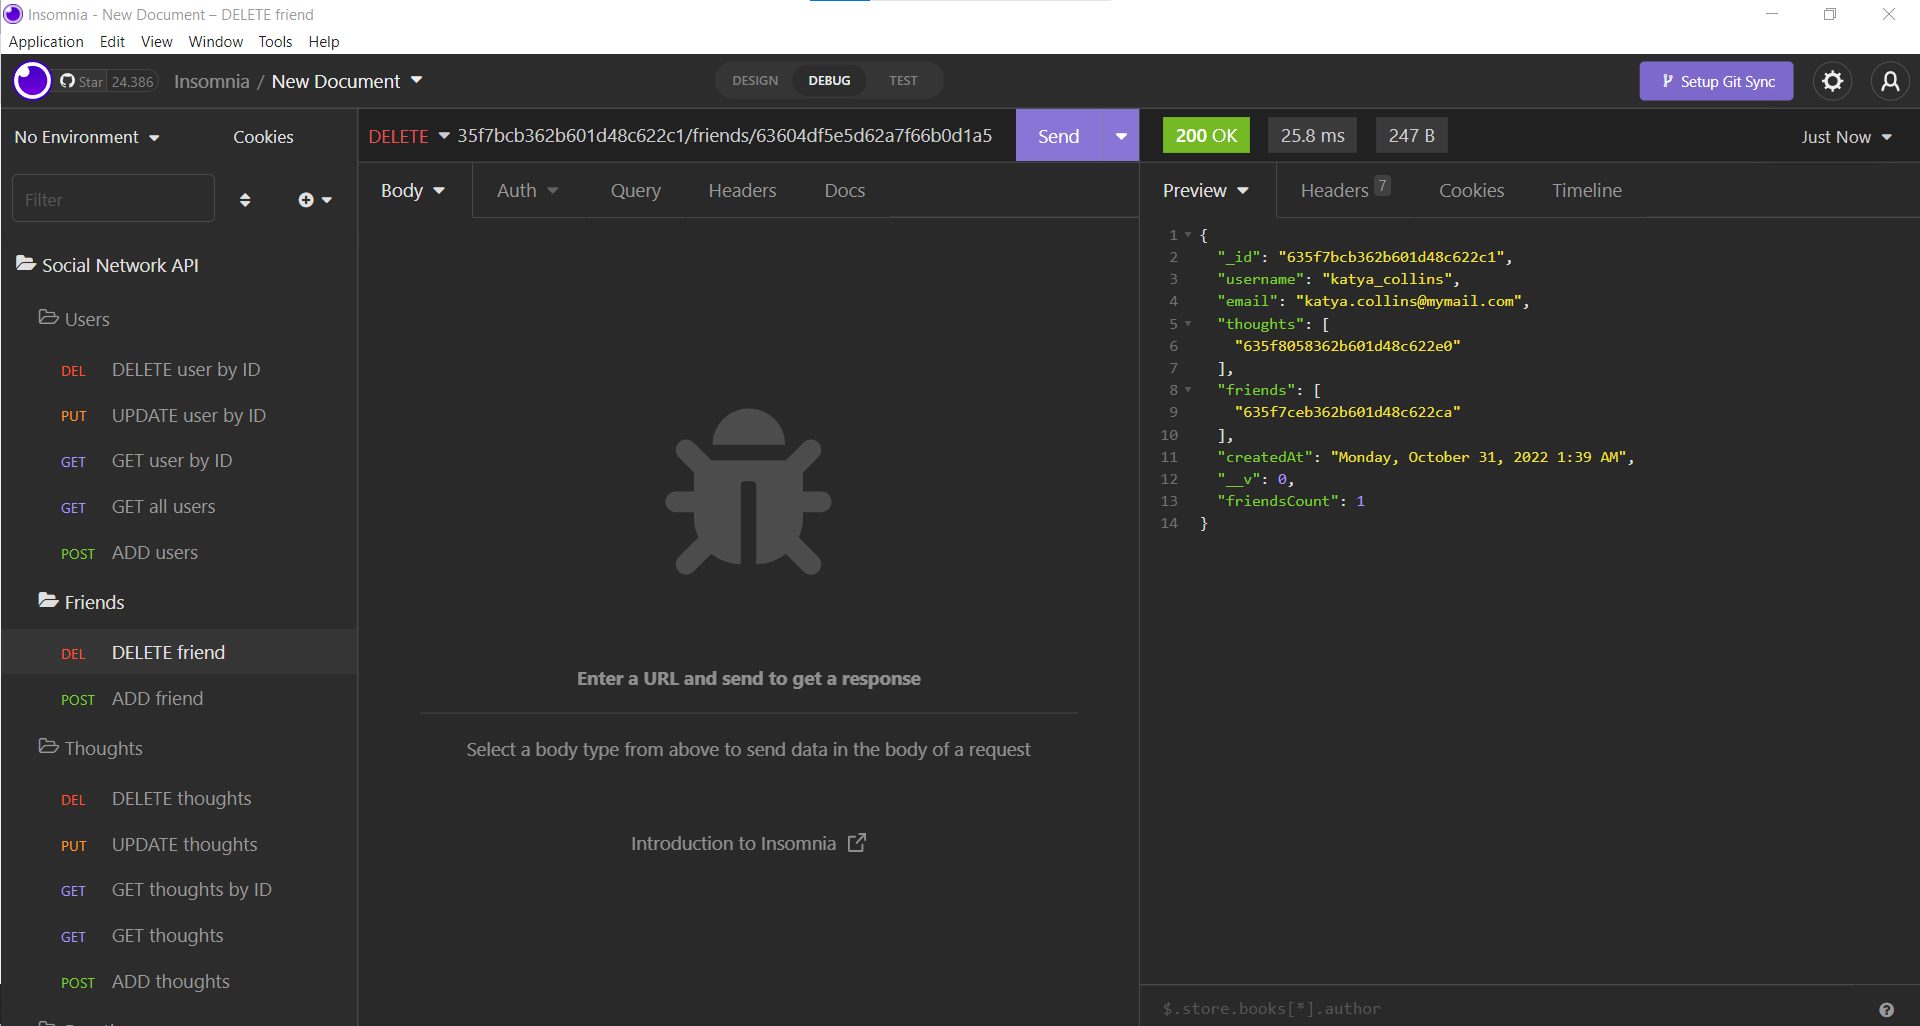 Insomnia - New Document – DELETE friend
Application Edit View Window Tools Help
Star 24.386 Insomnia / New Document DESIGN DEBUG TEST Setup Git Sync
No Environment Cookies
Filter
Social Network API
Users
DEL DELETE user by ID
PUT UPDATE user by ID
GET GET user by ID
GET GET all users
POST ADD users
Friends
DEL DELETE friend
POST ADD friend
Thoughts
DEL DELETE thoughts
PUT UPDATE thoughts
GET GET thoughts by ID
GET GET thoughts
POST ADD thoughts
DELETE 35f7bcb362b601d48c622c1/friends/63604df5e5d62a7f66b0d1a5 Send
Body Auth Query Headers Docs
Enter a URL and send to get a response
Select a body type from above to send data in the body of a request
Introduction to Insomnia
200 OK 25.8 ms 247 B Just Now
Preview Headers 7 Cookies Timeline
1 {
2 "_id": "635f7bcb362b601d48c622c1",
3 "username": "katya_collins",
4 "email": "katya.collins@mymail.com",
5 "thoughts": [
6 "635f8058362b601d48c622e0"
7 ],
8 "friends": [
9 "635f7ceb362b601d48c622ca"
10 ],
11 "createdAt": "Monday, October 31, 2022 1:39 AM",
12 "__v": 0,
13 "friendsCount": 1
14 }
$.store.books[*].author